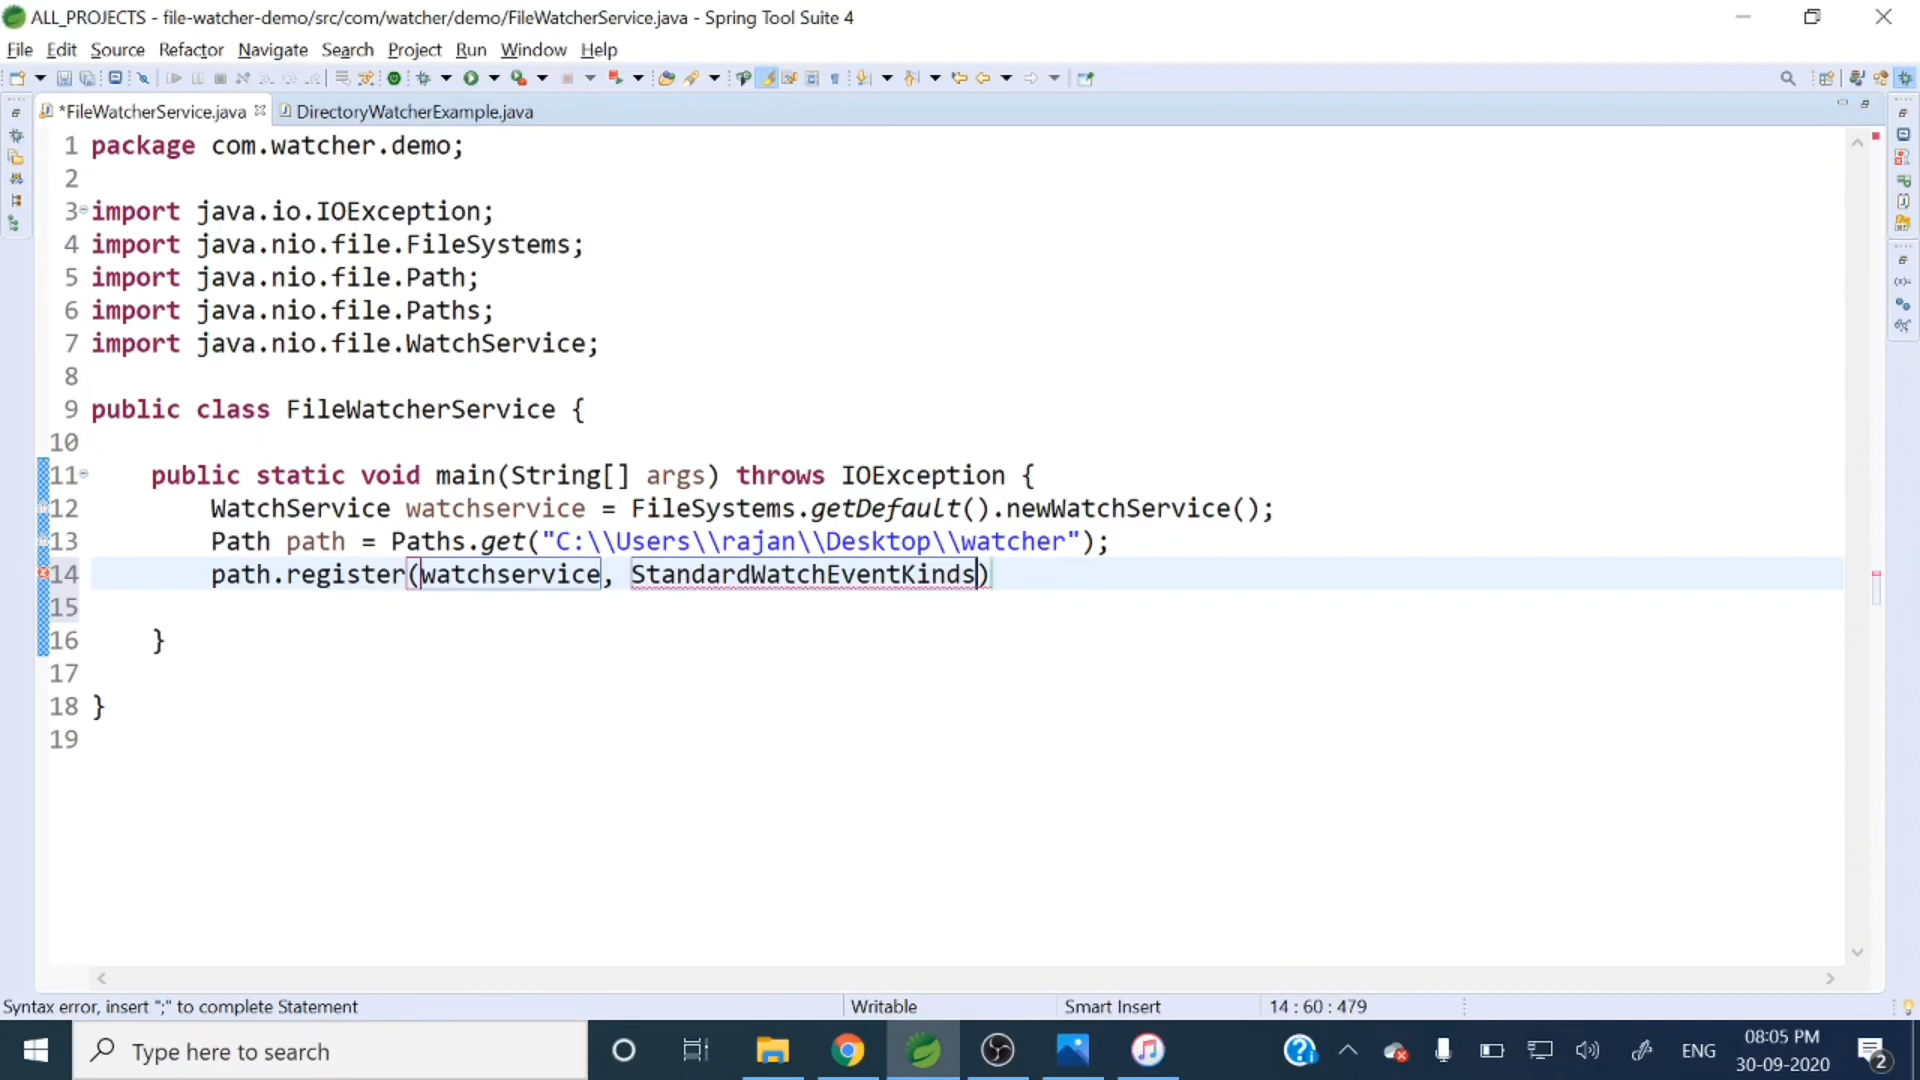 ALL_PROJECTS - file-watcher-demo/src/com/watcher/demo/FileWatcherService.java - Spring Tool Suite 4
File Edit Source Refactor Navigate Search Project Run Window Help
*FileWatcherService.java DirectoryWatcherExample.java
1 package com.watcher.demo;
2
3 import java.io.IOException;
4 import java.nio.file.FileSystems;
5 import java.nio.file.Path;
6 import java.nio.file.Paths;
7 import java.nio.file.WatchService;
8
9 public class FileWatcherService {
10
11 public static void main(String[] args) throws IOException {
12 WatchService watchservice = FileSystems.getDefault().newWatchService();
13 Path path = Paths.get("C:\\Users\\rajan\\Desktop\\watcher");
14 path.register(watchservice, StandardWatchEventKinds)
15
16 }
17
18 }
19
Syntax error, insert ";" to complete Statement Writable Smart Insert 14 : 60 : 479
Type here to search ENG 08:05 PM 30-09-2020 2